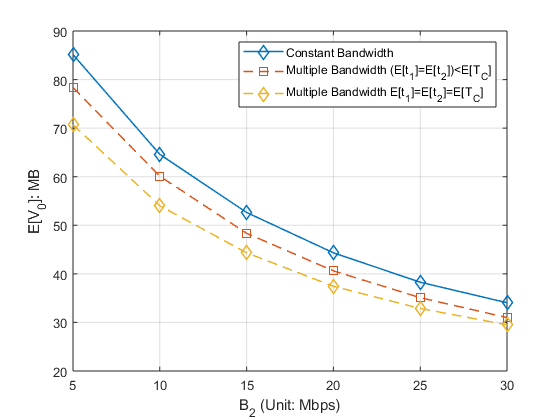 90
80
70
60
50
40
30
20
E[V0]: MB
Constant Bandwidth
Multiple Bandwidth (E[t1]=E[t2])<E[TC]
Multiple Bandwidth E[t1]=E[t2]=E[TC]
5 10 15 20 25 30
B2 (Unit: Mbps)